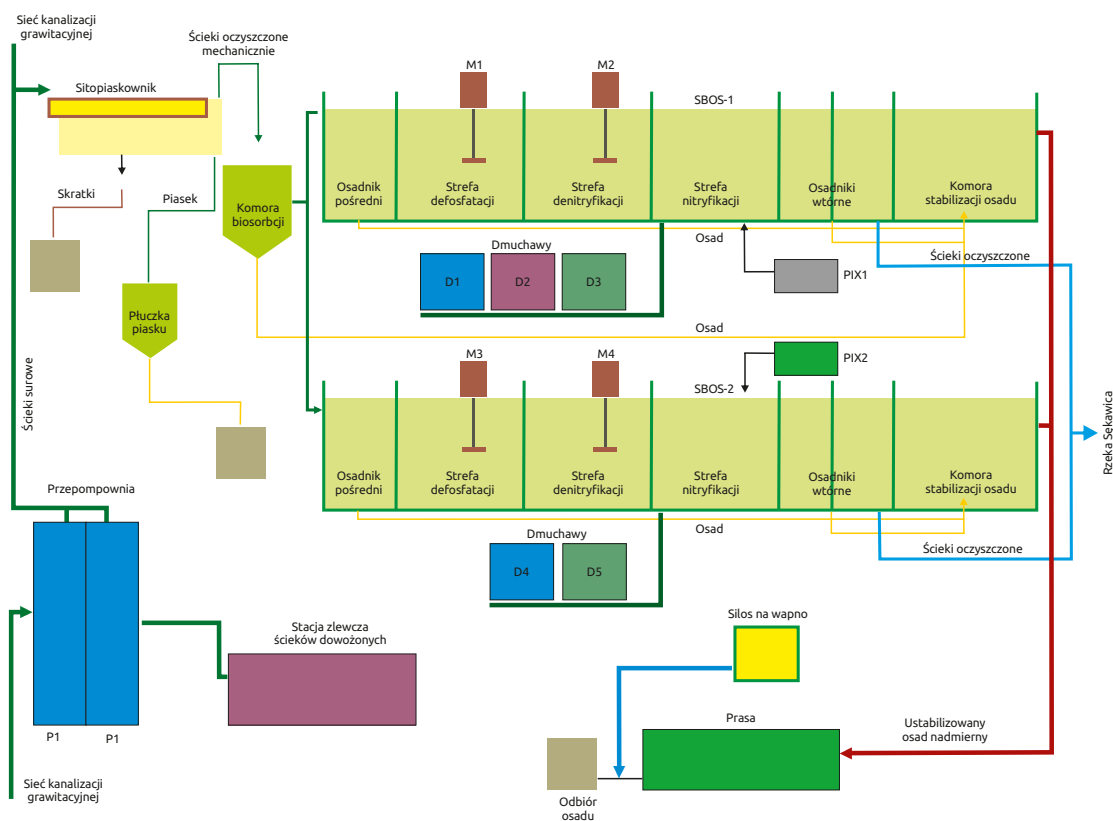 Sieć kanalizacji
grawitacyjnej
Ścieki oczyszczone
mechanicznie
Sitopiaskownik
Skratki
Piasek
Komora
biosorbcji
Płuczka
piasku
Ścieki surowe
M1
M2
SBOS-1
Osadnik
pośredni
Strefa
defosfatacji
Strefa
denitryfikacji
Strefa
nitryfikacji
Osadniki
wtórne
Komora
stabilizacji osadu
Osad
Dmuchawy
D1
D2
D3
PIX1
Ścieki oczyszczone
Osad
M3
M4
PIX2
SBOS-2
Osadnik
pośredni
Strefa
defosfatacji
Strefa
denitryfikacji
Strefa
nitryfikacji
Osadniki
wtórne
Komora
stabilizacji osadu
Rzeka Sekawica
Osad
Dmuchawy
D4
D5
Ścieki oczyszczone
Przepompownia
P1
P1
Sieć kanalizacji
grawitacyjnej
Stacja zlewcza
ścieków dowożonych
Silos na wapno
Prasa
Ustabilizowany
osad nadmierny
Odbiór
osadu